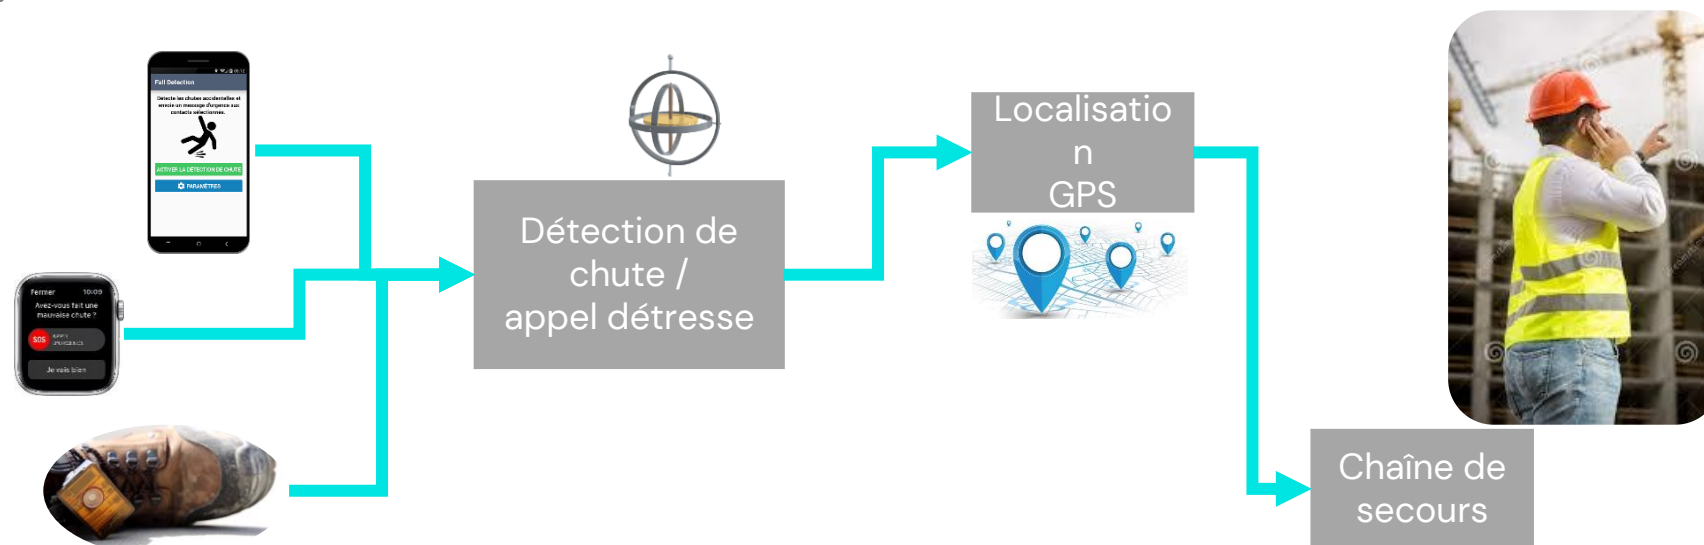 Fall Detection
Détecte les chutes accidentelles et
envoie un message d'urgence aux
contacts sélectionnés.
ACTIVER LA DÉTECTION DE CHUTE
PARAMÈTRES
Fermer 10:09
Avez-vous fait une
mauvaise chute ?
SOS
Je vais bien
Détection de
chute /
appel détresse
Localisatio
n
GPS
Chaîne de
secours